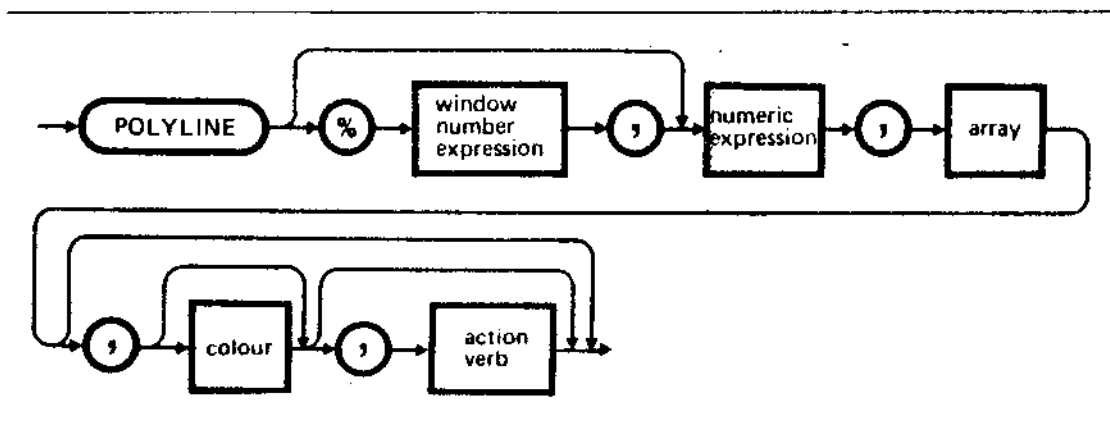 POLYLINE
%
window
number
expression
,
numeric
expression
,
array
,
colour
,
action
verb